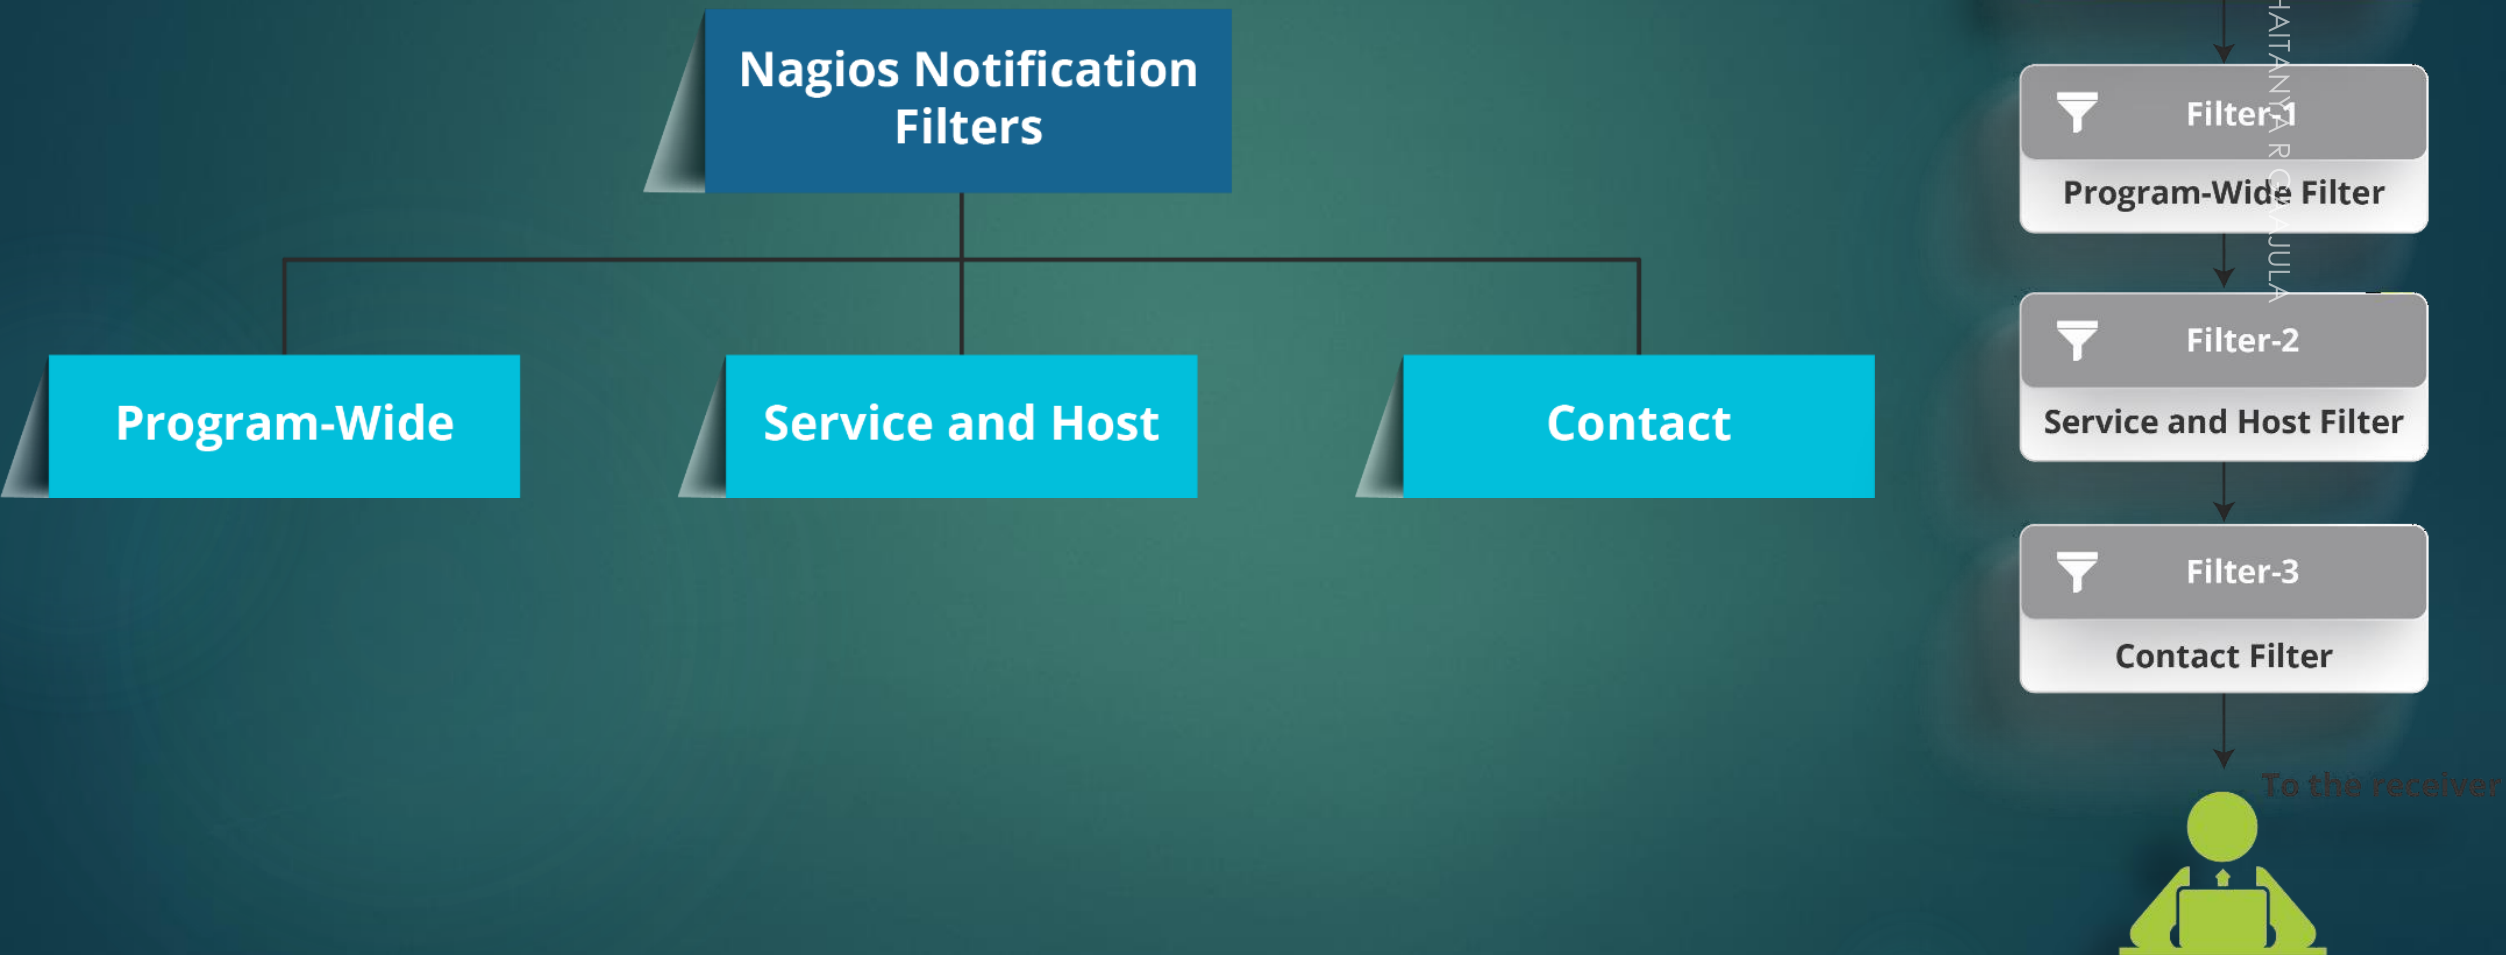 Nagios Notification
Filters
Program-Wide
Service and Host
Contact
Filter-1
Program-Wide Filter
Filter-2
Service and Host Filter
Filter-3
Contact Filter
To the receiver